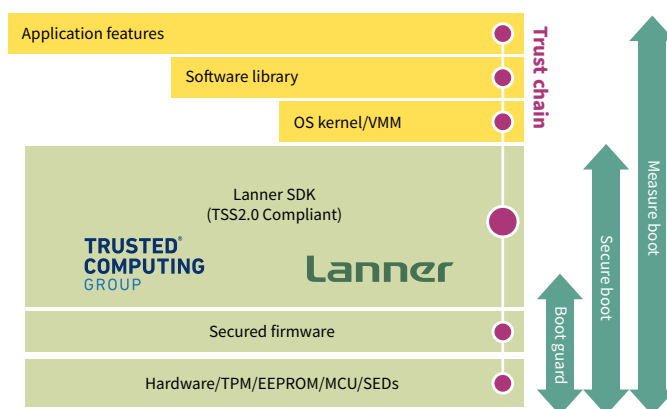 Application features
Software library
OS kernel/VMM
Trust chain
Lanner SDK
(TSS2.0 Compliant)
TRUSTED®
COMPUTING
GROUP
Lanner
Secured firmware
Hardware/TPM/EEPROM/MCU/SEDs
Boot guard
Secure boot
Measure boot